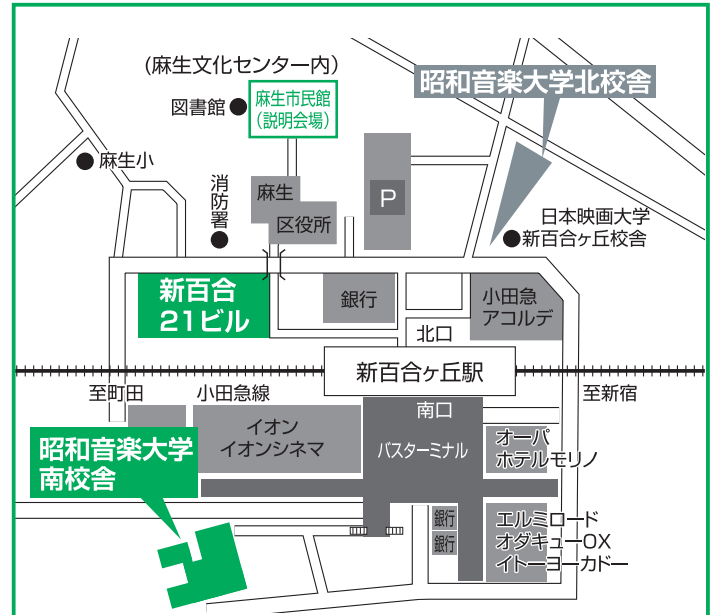 (麻生文化センター内)
図書館
麻生市民館
(説明会場)
昭和音楽大学北校舎
麻生小
消防署
麻生
区役所
P
日本映画大学
新百合ヶ丘校舎
新百合
21ビル
銀行
小田急
アコルデ
北口
新百合ヶ丘駅
至町田
小田急線
至新宿
南口
バスターミナル
イオン
イオンシネマ
オーパ
ホテルモリノ
昭和音楽大学
南校舎
銀行
銀行
エルミロード
オダキューOX
イトーヨーカドー